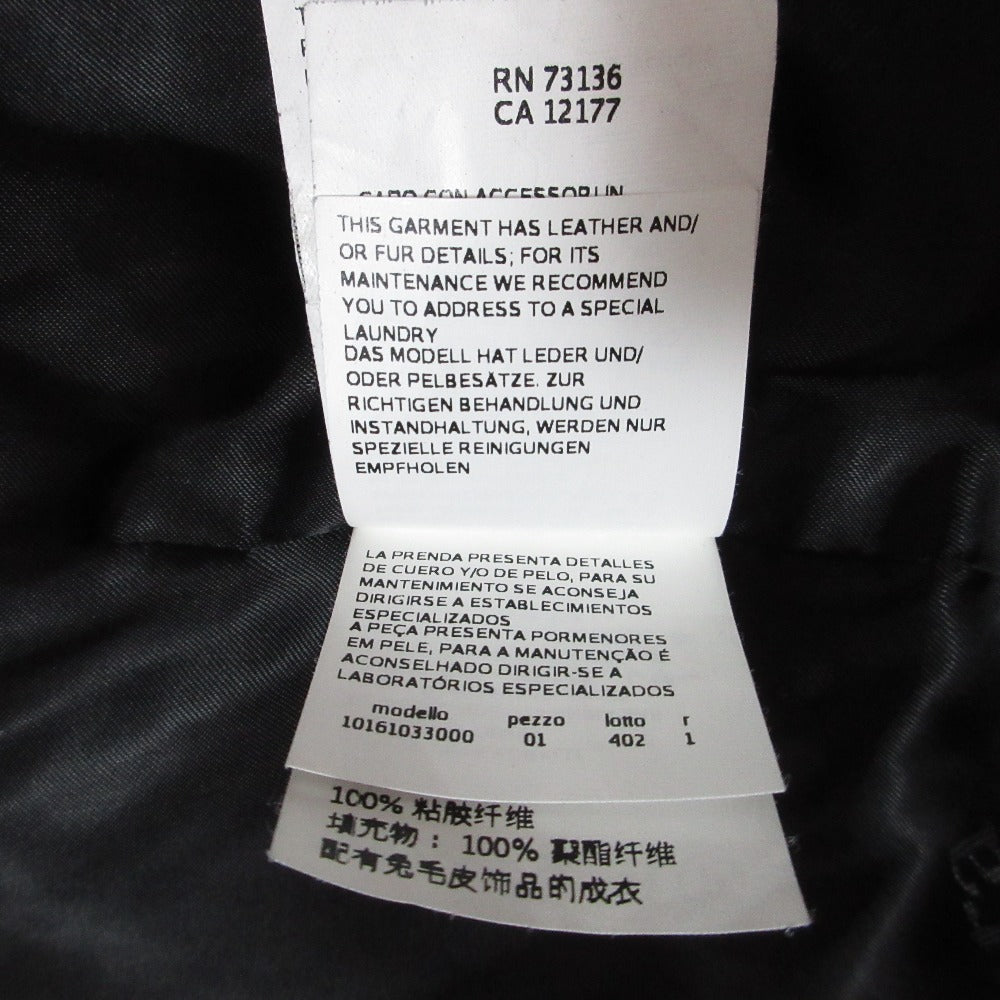 RN 73136
CA 12177
CAPO CON ACCESSORI IN
THIS GARMENT HAS LEATHER AND/
OR FUR DETAILS; FOR ITS
MAINTENANCE WE RECOMMEND
YOU TO ADDRESS TO A SPECIAL
LAUNDRY
DAS MODELL HAT LEDER UND/
ODER PELBESÄTZE. ZUR
RICHTIGEN BEHANDLUNG UND
INSTANDHALTUNG, WERDEN NUR
SPEZIELLE REINIGUNGEN
EMPFHOLEN
LA PRENDA PRESENTA DETALLES
DE CUERO Y/O DE PELO, PARA SU
MANTENIMIENTO SE ACONSEJA
DIRIGIRSE A ESTABLECIMIENTOS
ESPECIALIZADOS
A PEÇA PRESENTA PORMENORES
EM PELE, PARA A MANUTENÇÃO É
ACONSELHADO DIRIGIR-SE A
LABORATÓRIOS ESPECIALIZADOS
modello pezzo lotto r
10161033000 01 402 1
100% 粘胶纤维
填充物： 100% 聚酯纤维
配有兔毛皮饰品的成衣